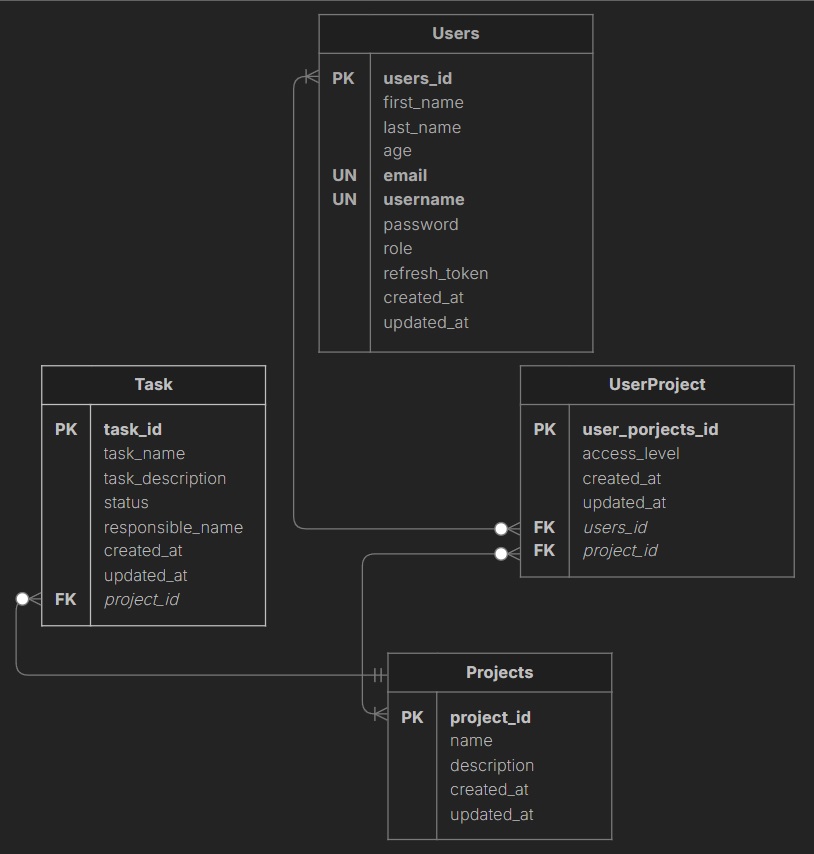 Users
PK users_id
first_name
last_name
age
UN email
UN username
password
role
refresh_token
created_at
updated_at
Task
PK task_id
task_name
task_description
status
responsible_name
created_at
updated_at
FK project_id
UserProject
PK user_porjects_id
access_level
created_at
updated_at
FK users_id
FK project_id
Projects
PK project_id
name
description
created_at
updated_at